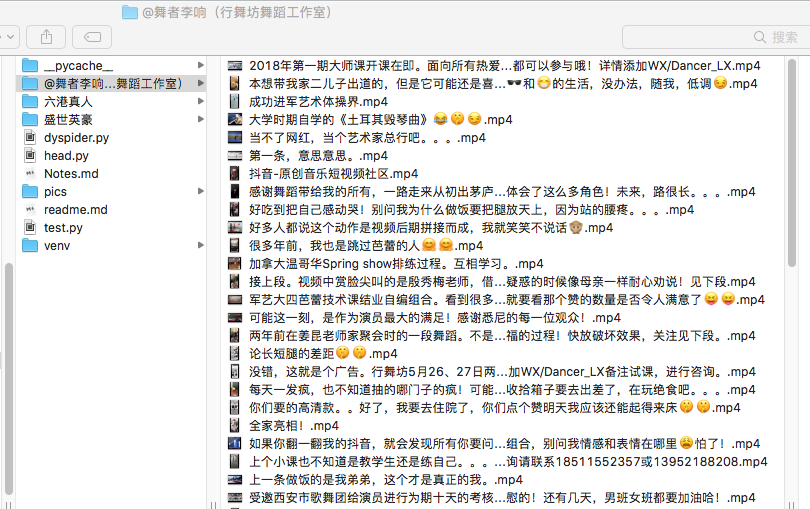 @舞者李响（行舞坊舞蹈工作室）
搜索
__pycache__
@舞者李响...舞蹈工作室）
六港真人
盛世英豪
dyspider.py
head.py
Notes.md
pics
readme.md
test.py
venv
2018年第一期大师课开课在即。面向所有热爱...都可以参与哦！详情添加WX/Dancer_LX.mp4
本想带我家二儿子出道的，但是它可能还是喜...🕶和😁的生活，没办法，随我，低调😏.mp4
成功进军艺术体操界.mp4
大学时期自学的《土耳其毁琴曲》😂🤭😏.mp4
当不了网红，当个艺术家总行吧。。。.mp4
第一条，意思意思。.mp4
抖音-原创音乐短视频社区.mp4
感谢舞蹈带给我的所有，一路走来从初出茅庐...体会了这么多角色！未来，路很长。。。.mp4
好吃到把自己感动哭！别问我为什么做饭要把腿放天上，因为站的腰疼。。。.mp4
好多人都说这个动作是视频后期拼接而成，我就笑笑不说话.mp4
很多年前，我也是跳过芭蕾的人🤗🤗.mp4
加拿大温哥华Spring show排练过程。互相学习。.mp4
接上段。视频中赏脸尖叫的是殷秀梅老师，借...疑惑的时候像母亲一样耐心劝说！见下段.mp4
军艺大四芭蕾技术课结业自编组合。看到很多...就要看那个赞的数量是否令人满意了😝😝.mp4
可能这一刻，是作为演员最大的满足！感谢悉尼的每一位观众！.mp4
两年前在姜昆老师家聚会时的一段舞蹈。不是...福的过程！快放破坏效果，关注见下段。.mp4
论长短腿的差距🤭🤭.mp4
没错，这就是个广告。行舞坊5月26、27日两...加WX/Dancer_LX备注试课，进行咨询。.mp4
每天一发疯，也不知道抽的哪门子的疯！可能...收拾箱子要去出差了，在玩绝食吧。。。.mp4
你们要的高清款。。好了，我要去住院了，你们点个赞明天我应该还能起得来床🤭🤭.mp4
全家亮相！.mp4
如果你翻一翻我的抖音，就会发现所有你要问...组合，别问我情感和表情在哪里😩怕了！.mp4
上个小课也不知道是教学生还是练自己。。。...询请联系18511552357或13952188208.mp4
上一条做饭的是我弟弟，这个才是真正的我。.mp4
受邀西安市歌舞团给演员进行为期十天的考核...慰的！还有几天，男班女班都要加油哈！.mp4